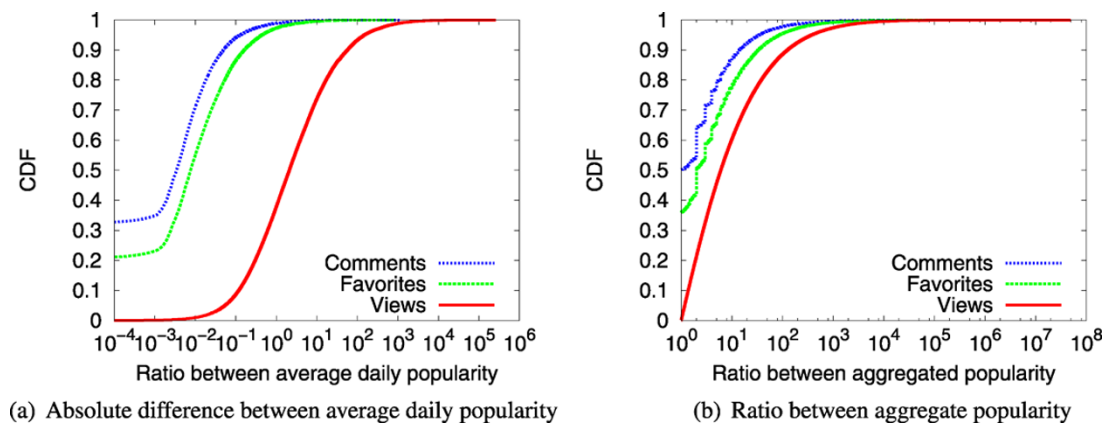 1
0.9
0.8
0.7
0.6
0.5
0.4
0.3
0.2
0.1
0
CDF
Comments
Favorites
Views
10^-4 10^-3 10^-2 10^-1 10^0 10^1 10^2 10^3 10^4 10^5 10^6
Ratio between average daily popularity
(a) Absolute difference between average daily popularity
1
0.9
0.8
0.7
0.6
0.5
0.4
0.3
0.2
0.1
0
CDF
Comments
Favorites
Views
10^0 10^1 10^2 10^3 10^4 10^5 10^6 10^7 10^8
Ratio between aggregated popularity
(b) Ratio between aggregate popularity